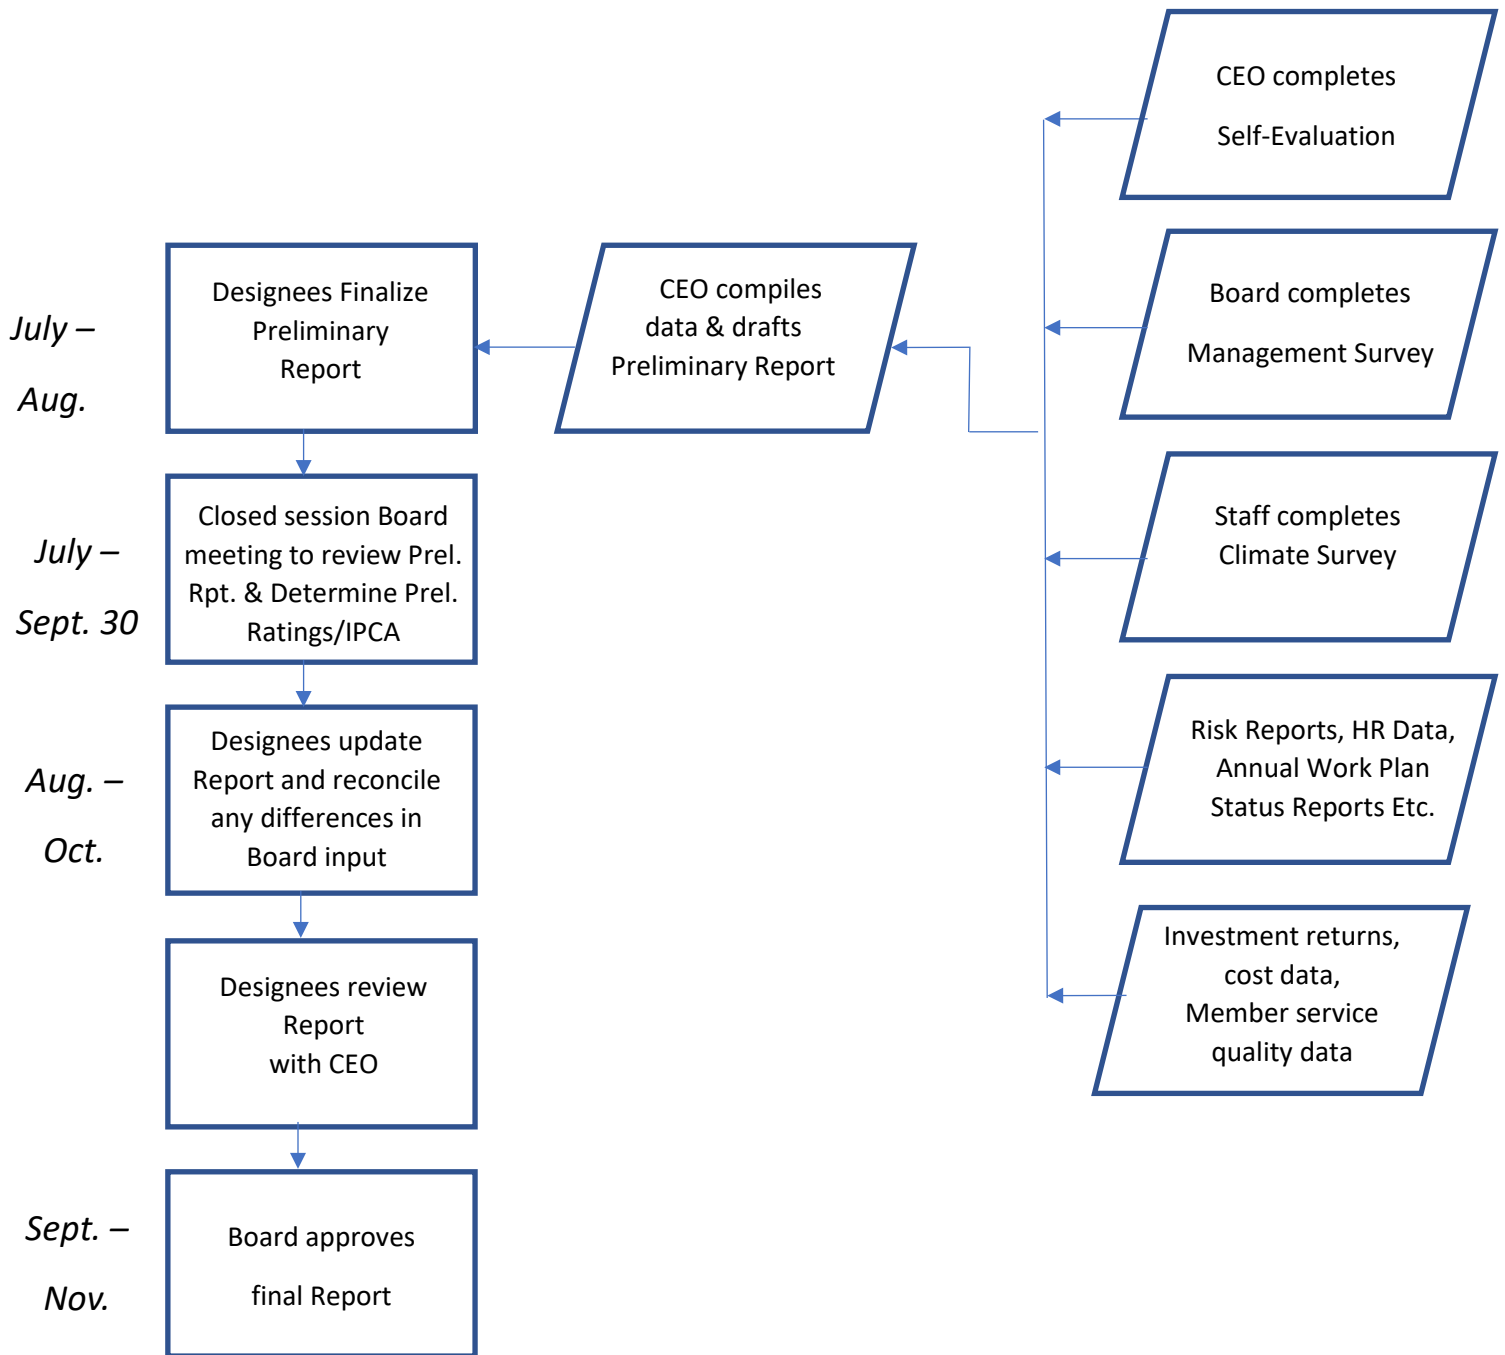 CEO completes
Self-Evaluation
July –
Aug.
Designees Finalize
Preliminary
Report
CEO compiles
data & drafts
Preliminary Report
Board completes
Management Survey
July –
Sept. 30
Closed session Board
meeting to review Prel.
Rpt. & Determine Prel.
Ratings/IPCA
Staff completes
Climate Survey
Aug. –
Oct.
Designees update
Report and reconcile
any differences in
Board input
Risk Reports, HR Data,
Annual Work Plan
Status Reports Etc.
Designees review
Report
with CEO
Investment returns,
cost data,
Member service
quality data
Sept. –
Nov.
Board approves
final Report